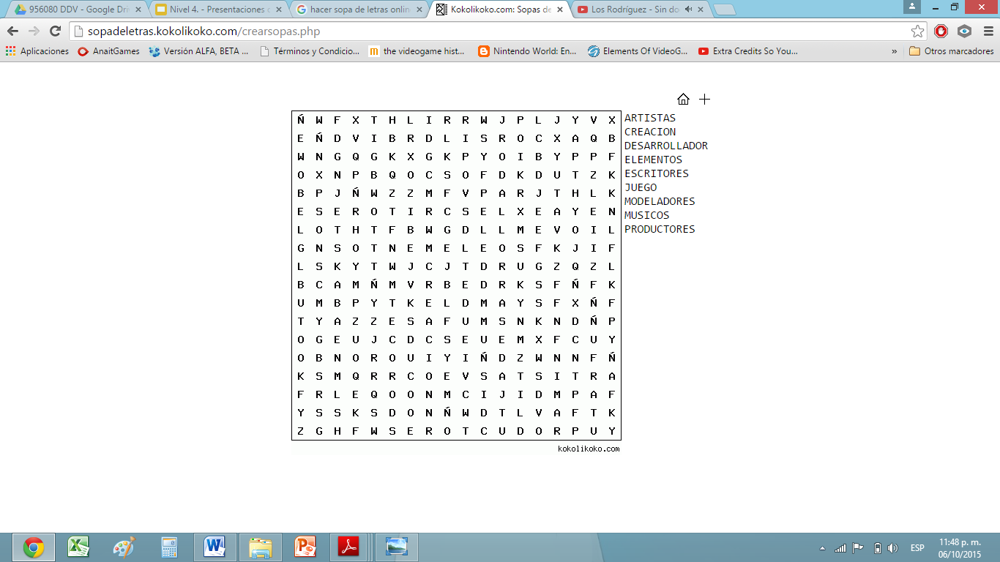 956080 DDV - Google Dri
Nivel 4. - Presentaciones
hacer sopa de letras onlin
Kokolikoko.com: Sopas de
Los Rodríguez - Sin do
sopadeletras.kokolikoko.com/crearsopas.php
Aplicaciones
AnaitGames
Versión ALFA, BETA ...
Términos y Condicio...
the videogame hist...
Nintendo World: En...
Elements Of VideoG...
Extra Credits So You...
»
Otros marcadores
Ñ W F X T H L I R R W J P L J Y V X
E Ñ D V I B R D L I S R O C X A Q B
W N G Q G K X G K P Y O I B Y P P F
O X N P B Q O C S O F D K D U T Z K
B P J Ñ W Z Z M F V P A R J T H L K
E S E R O T I R C S E L X E A Y E N
L O T H T F B W G D L L M E V O I L
G N S O T N E M E L E O S F K J I F
L S K Y T W J C J T D R U G Z Q Z L
B C A M Ñ M V R B E D R K S F Ñ F K
U M B P Y T K E L D M A Y S F X Ñ F
T Y A Z Z E S A F U M S N K N D Ñ P
O G E U J C D C S E U E M X F C U Y
O B N O R O U I Y I Ñ D Z W N N F Ñ
K S M Q R R C O E V S A T S I T R A
F R L E Q O O N M C I J I D M P A F
Y S S K S D O N Ñ W D T L V A F T K
Z G H F W S E R O T C U D O R P U Y
kokolikoko.com
ARTISTAS
CREACION
DESARROLLADOR
ELEMENTOS
ESCRITORES
JUEGO
MODELADORES
MUSICOS
PRODUCTORES
ESP
11:48 p. m.
06/10/2015